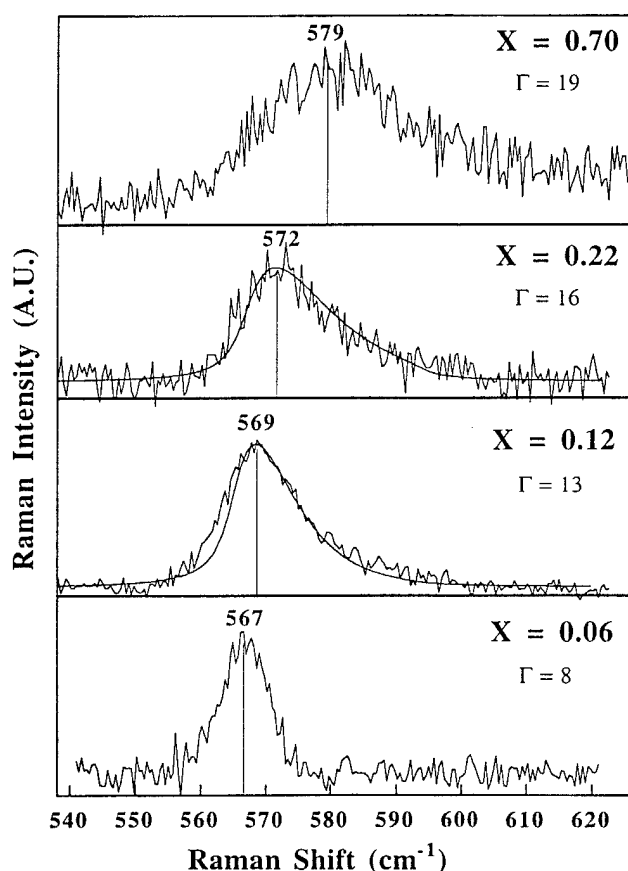 579
X = 0.70
Γ = 19
572
X = 0.22
Γ = 16
569
X = 0.12
Γ = 13
567
X = 0.06
Γ = 8
Raman Intensity (A.U.)
540 550 560 570 580 590 600 610 620
Raman Shift (cm-1)